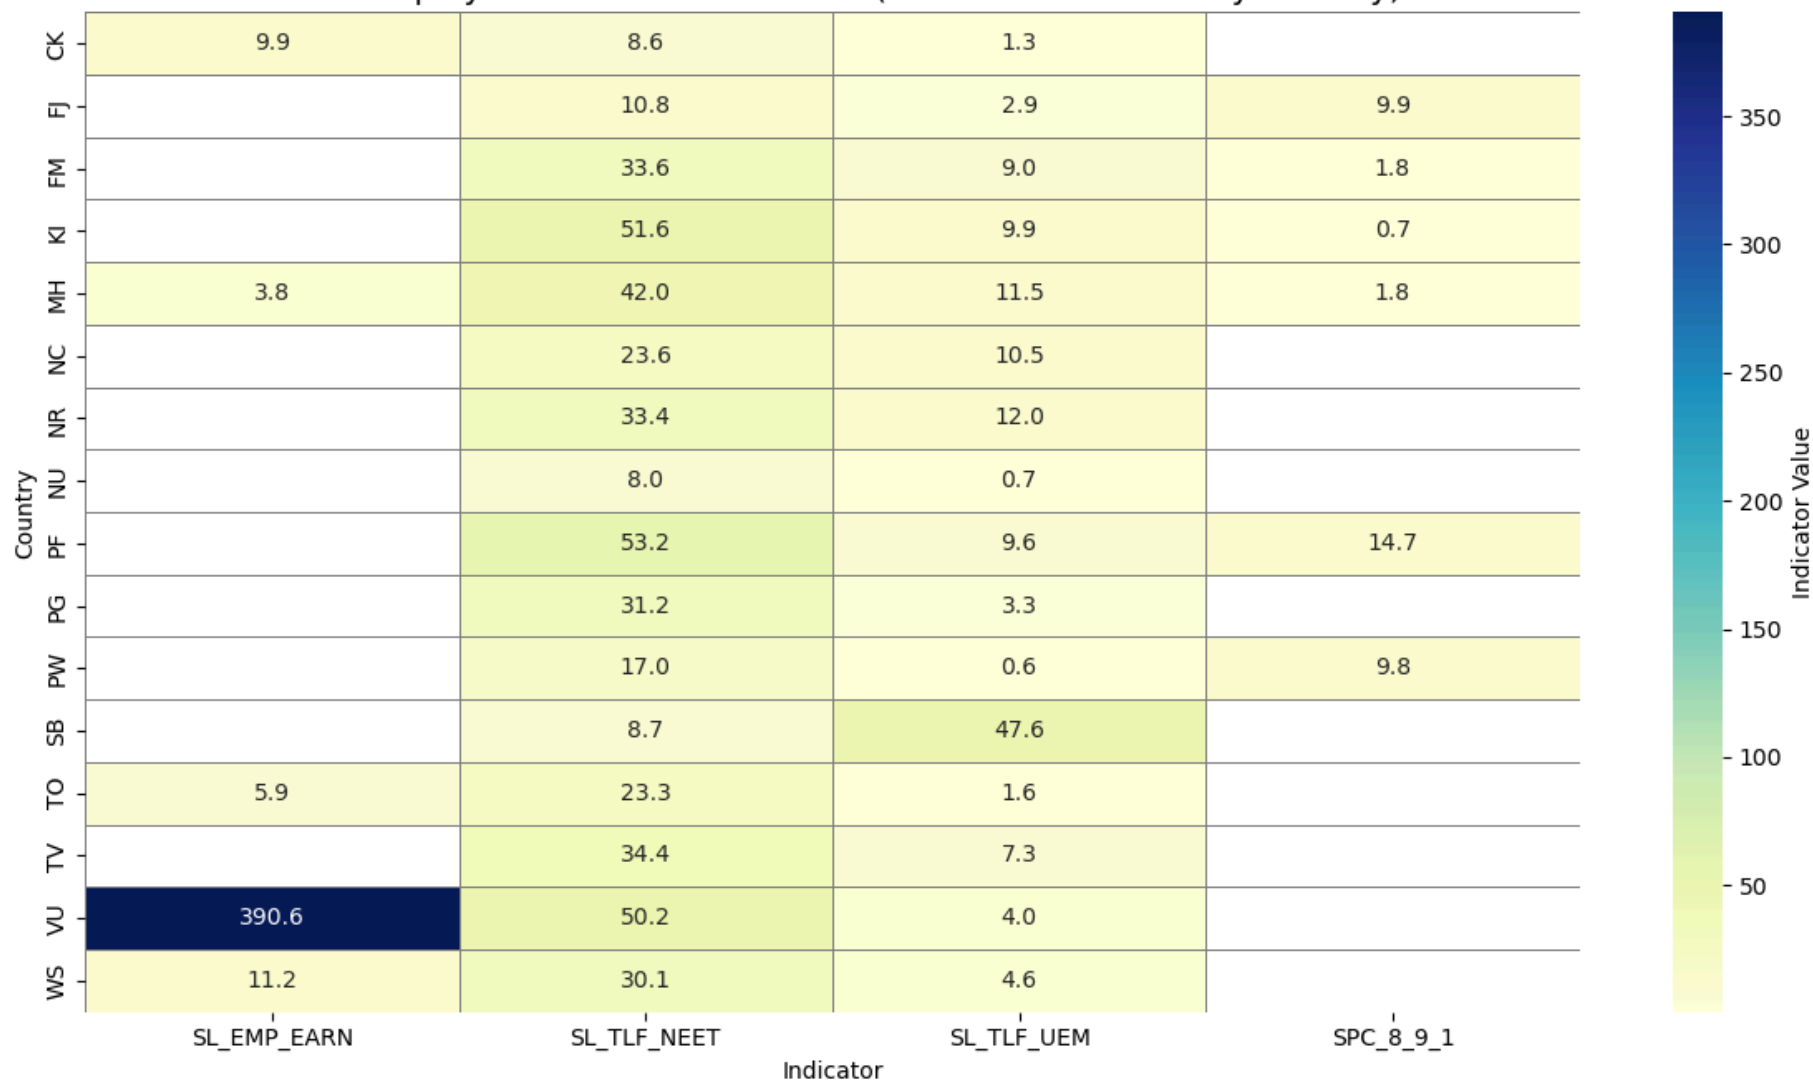 CK 9.9 8.6 1.3
FJ 10.8 2.9 9.9
FM 33.6 9.0 1.8
KI 51.6 9.9 0.7
MH 3.8 42.0 11.5 1.8
NC 23.6 10.5
NR 33.4 12.0
NU 8.0 0.7
PF 53.2 9.6 14.7
PG 31.2 3.3
PW 17.0 0.6 9.8
SB 8.7 47.6
TO 5.9 23.3 1.6
TV 34.4 7.3
VU 390.6 50.2 4.0
WS 11.2 30.1 4.6
Country
SL_EMP_EARN SL_TLF_NEET SL_TLF_UEM SPC_8_9_1
Indicator
350
300
250
200
150
100
50
Indicator Value